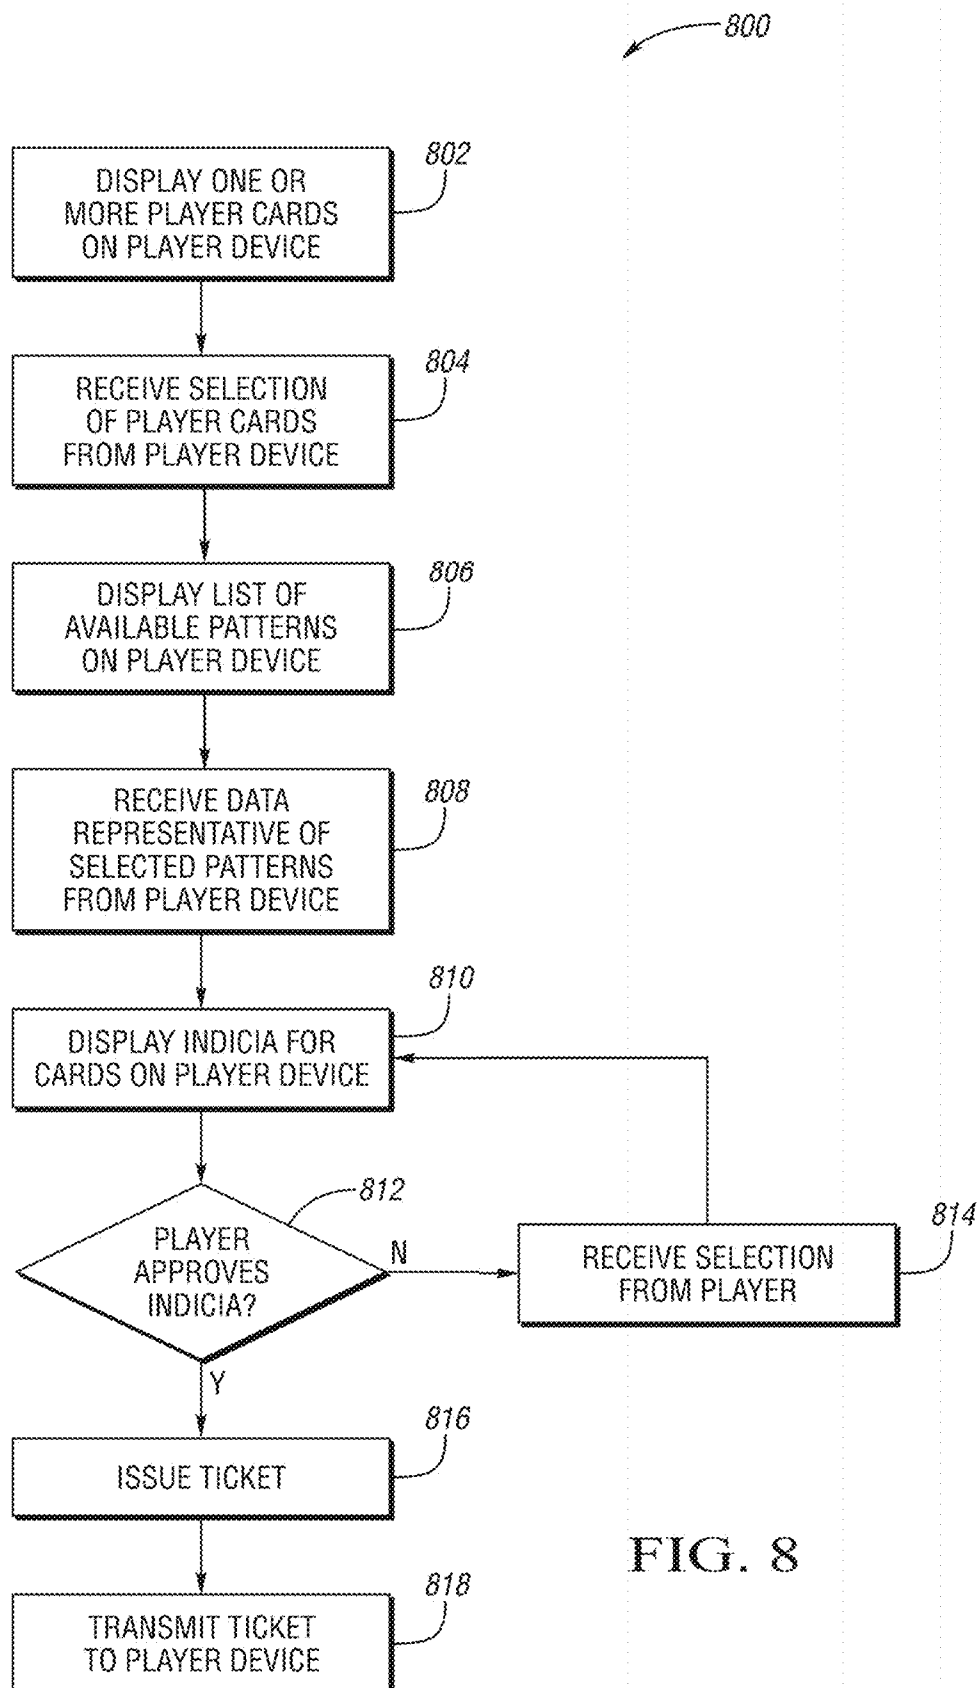 800
802
DISPLAY ONE OR
MORE PLAYER CARDS
ON PLAYER DEVICE
804
RECEIVE SELECTION
OF PLAYER CARDS
FROM PLAYER DEVICE
806
DISPLAY LIST OF
AVAILABLE PATTERNS
ON PLAYER DEVICE
808
RECEIVE DATA
REPRESENTATIVE OF
SELECTED PATTERNS
FROM PLAYER DEVICE
810
DISPLAY INDICIA FOR
CARDS ON PLAYER DEVICE
812
PLAYER
APPROVES
INDICIA?
N
814
RECEIVE SELECTION
FROM PLAYER
Y
816
ISSUE TICKET
FIG. 8
818
TRANSMIT TICKET
TO PLAYER DEVICE